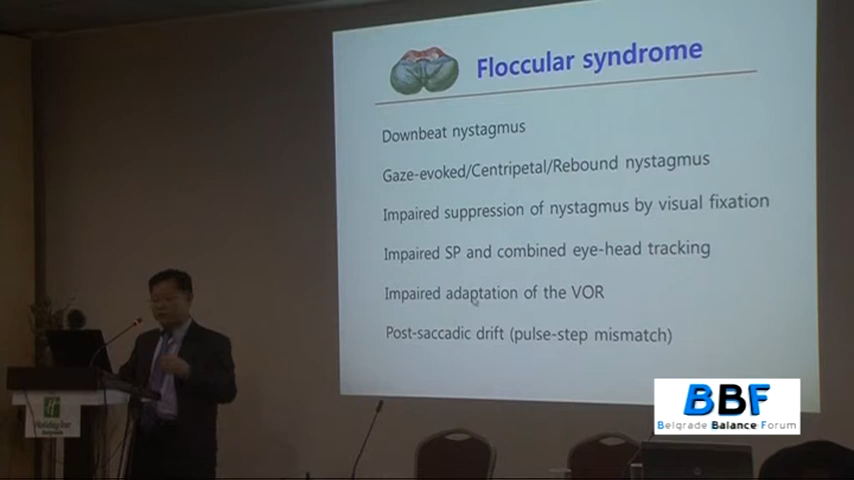 Floccular syndrome
Downbeat nystagmus
Gaze-evoked/Centripetal/Rebound nystagmus
Impaired suppression of nystagmus by visual fixation
Impaired SP and combined eye-head tracking
Impaired adaptation of the VOR
Post-saccadic drift (pulse-step mismatch)
Holiday Inn
BBF
Belgrade Balance Forum